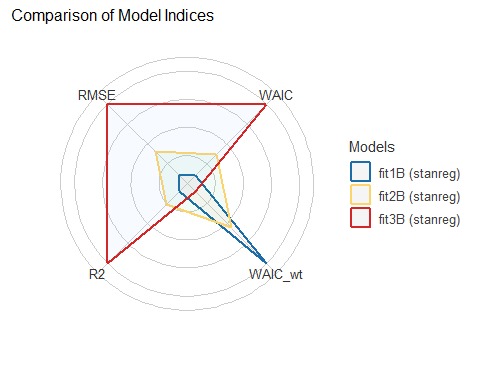 Comparison of Model Indices
RMSE
WAIC
R2
WAIC_wt
Models
fit1B (stanreg)
fit2B (stanreg)
fit3B (stanreg)